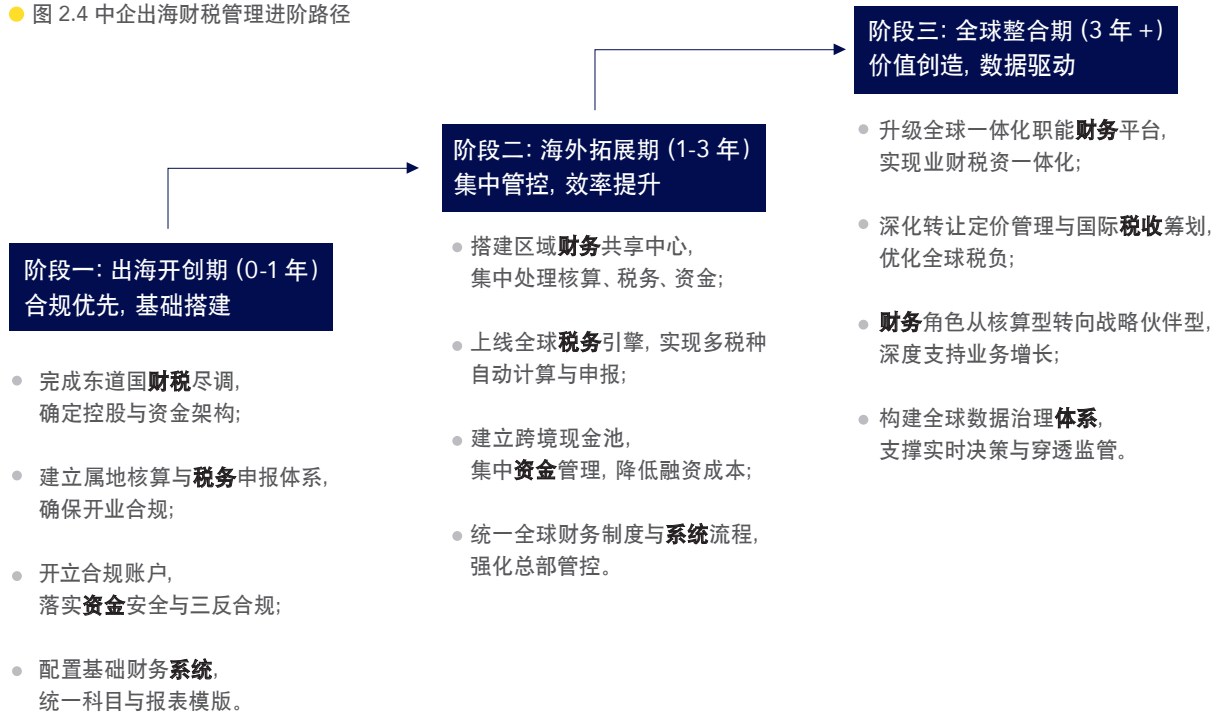 图 2.4 中企出海财税管理进阶路径
阶段一: 出海开创期 (0-1 年)
合规优先, 基础搭建
完成东道国财税尽调,
确定控股与资金架构;
建立属地核算与税务申报体系,
确保开业合规;
开立合规账户,
落实资金安全与三反合规;
配置基础财务系统,
统一科目与报表模版。
阶段二: 海外拓展期 (1-3 年)
集中管控, 效率提升
搭建区域财务共享中心,
集中处理核算、税务、资金;
上线全球税务引擎, 实现多税种
自动计算与申报;
建立跨境现金池,
集中资金管理, 降低融资成本;
统一全球财务制度与系统流程,
强化总部管控。
阶段三: 全球整合期 (3 年 +)
价值创造, 数据驱动
升级全球一体化职能财务平台,
实现业财税资一体化;
深化转让定价管理与国际税收筹划,
优化全球税负;
财务角色从核算型转向战略伙伴型,
深度支持业务增长;
构建全球数据治理体系,
支撑实时决策与穿透监管。